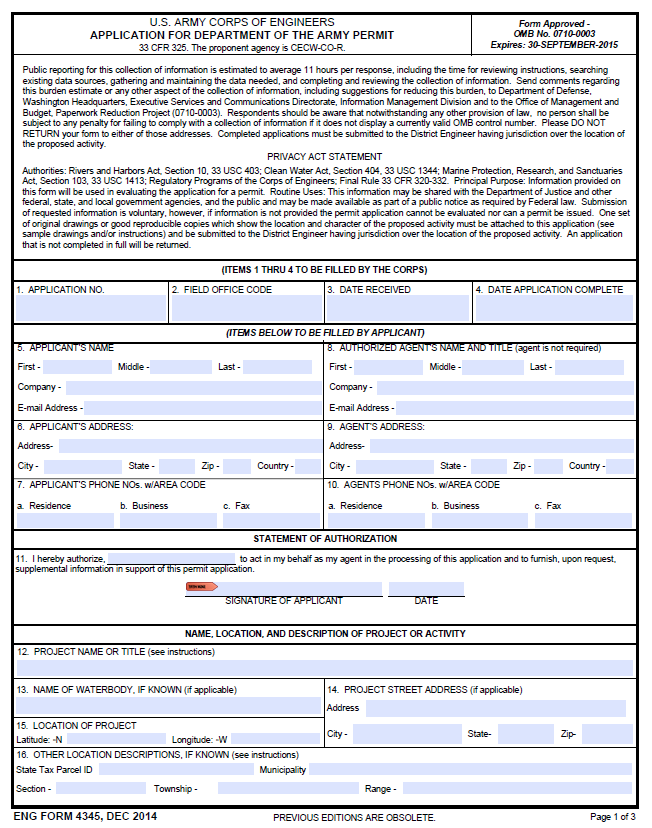 U.S. ARMY CORPS OF ENGINEERS
APPLICATION FOR DEPARTMENT OF THE ARMY PERMIT
33 CFR 325. The proponent agency is CECW-CO-R.
Form Approved -
OMB No. 0710-0003
Expires: 30-SEPTEMBER-2015
Public reporting for this collection of information is estimated to average 11 hours per response, including the time for reviewing instructions, searching
existing data sources, gathering and maintaining the data needed, and completing and reviewing the collection of information. Send comments regarding
this burden estimate or any other aspect of the collection of information, including suggestions for reducing this burden, to Department of Defense,
Washington Headquarters, Executive Services and Communications Directorate, Information Management Division and to the Office of Management and
Budget, Paperwork Reduction Project (0710-0003). Respondents should be aware that notwithstanding any other provision of law, no person shall be
subject to any penalty for failing to comply with a collection of information if it does not display a currently valid OMB control number. Please DO NOT
RETURN your form to either of those addresses. Completed applications must be submitted to the District Engineer having jurisdiction over the location of
the proposed activity.
PRIVACY ACT STATEMENT
Authorities: Rivers and Harbors Act, Section 10, 33 USC 403; Clean Water Act, Section 404, 33 USC 1344; Marine Protection, Research, and Sanctuaries
Act, Section 103, 33 USC 1413; Regulatory Programs of the Corps of Engineers; Final Rule 33 CFR 320-332. Principal Purpose: Information provided on
this form will be used in evaluating the application for a permit. Routine Uses: This information may be shared with the Department of Justice and other
federal, state, and local government agencies, and the public and may be made available as part of a public notice as required by Federal law. Submission
of requested information is voluntary, however, if information is not provided the permit application cannot be evaluated nor can a permit be issued. One set
of original drawings or good reproducible copies which show the location and character of the proposed activity must be attached to this application (see
sample drawings and/or instructions) and be submitted to the District Engineer having jurisdiction over the location of the proposed activity. An application
that is not completed in full will be returned.
(ITEMS 1 THRU 4 TO BE FILLED BY THE CORPS)
1. APPLICATION NO.
2. FIELD OFFICE CODE
3. DATE RECEIVED
4. DATE APPLICATION COMPLETE
(ITEMS BELOW TO BE FILLED BY APPLICANT)
5. APPLICANT'S NAME
First - Middle - Last -
Company -
E-mail Address -
8. AUTHORIZED AGENT'S NAME AND TITLE (agent is not required)
First - Middle - Last -
Company -
E-mail Address -
6. APPLICANT'S ADDRESS:
Address-
City - State - Zip - Country -
9. AGENT'S ADDRESS:
Address-
City - State - Zip - Country -
7. APPLICANT'S PHONE NOs. w/AREA CODE
a. Residence b. Business c. Fax
10. AGENTS PHONE NOs. w/AREA CODE
a. Residence b. Business c. Fax
STATEMENT OF AUTHORIZATION
11. I hereby authorize, to act in my behalf as my agent in the processing of this application and to furnish, upon request,
supplemental information in support of this permit application.
SIGNATURE OF APPLICANT DATE
NAME, LOCATION, AND DESCRIPTION OF PROJECT OR ACTIVITY
12. PROJECT NAME OR TITLE (see instructions)
13. NAME OF WATERBODY, IF KNOWN (if applicable)
14. PROJECT STREET ADDRESS (if applicable)
Address
City - State- Zip-
15. LOCATION OF PROJECT
Latitude: -N Longitude: -W
16. OTHER LOCATION DESCRIPTIONS, IF KNOWN (see instructions)
State Tax Parcel ID Municipality
Section - Township - Range -
ENG FORM 4345, DEC 2014 PREVIOUS EDITIONS ARE OBSOLETE. Page 1 of 3